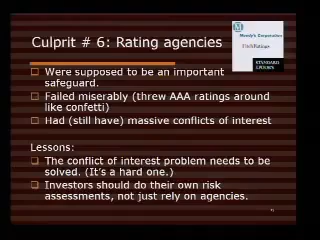 Culprit # 6: Rating agencies
Moody's Corporation
FitchRatings
STANDARD
&POOR'S
Were supposed to be an important
safeguard.
Failed miserably (threw AAA ratings around
like confetti)
Had (still have) massive conflicts of interest
Lessons:
The conflict of interest problem needs to be
solved. (It's a hard one.)
Investors should do their own risk
assessments, not just rely on agencies.